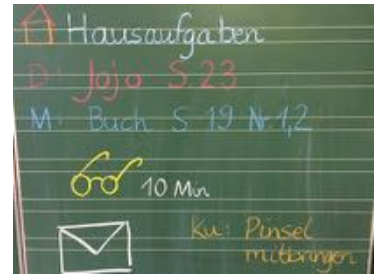 Hausaufgaben
D: Jojo S 23
M: Buch S 19 Nr. 1,2
10 Min
Ku: Pinsel
mitbringen